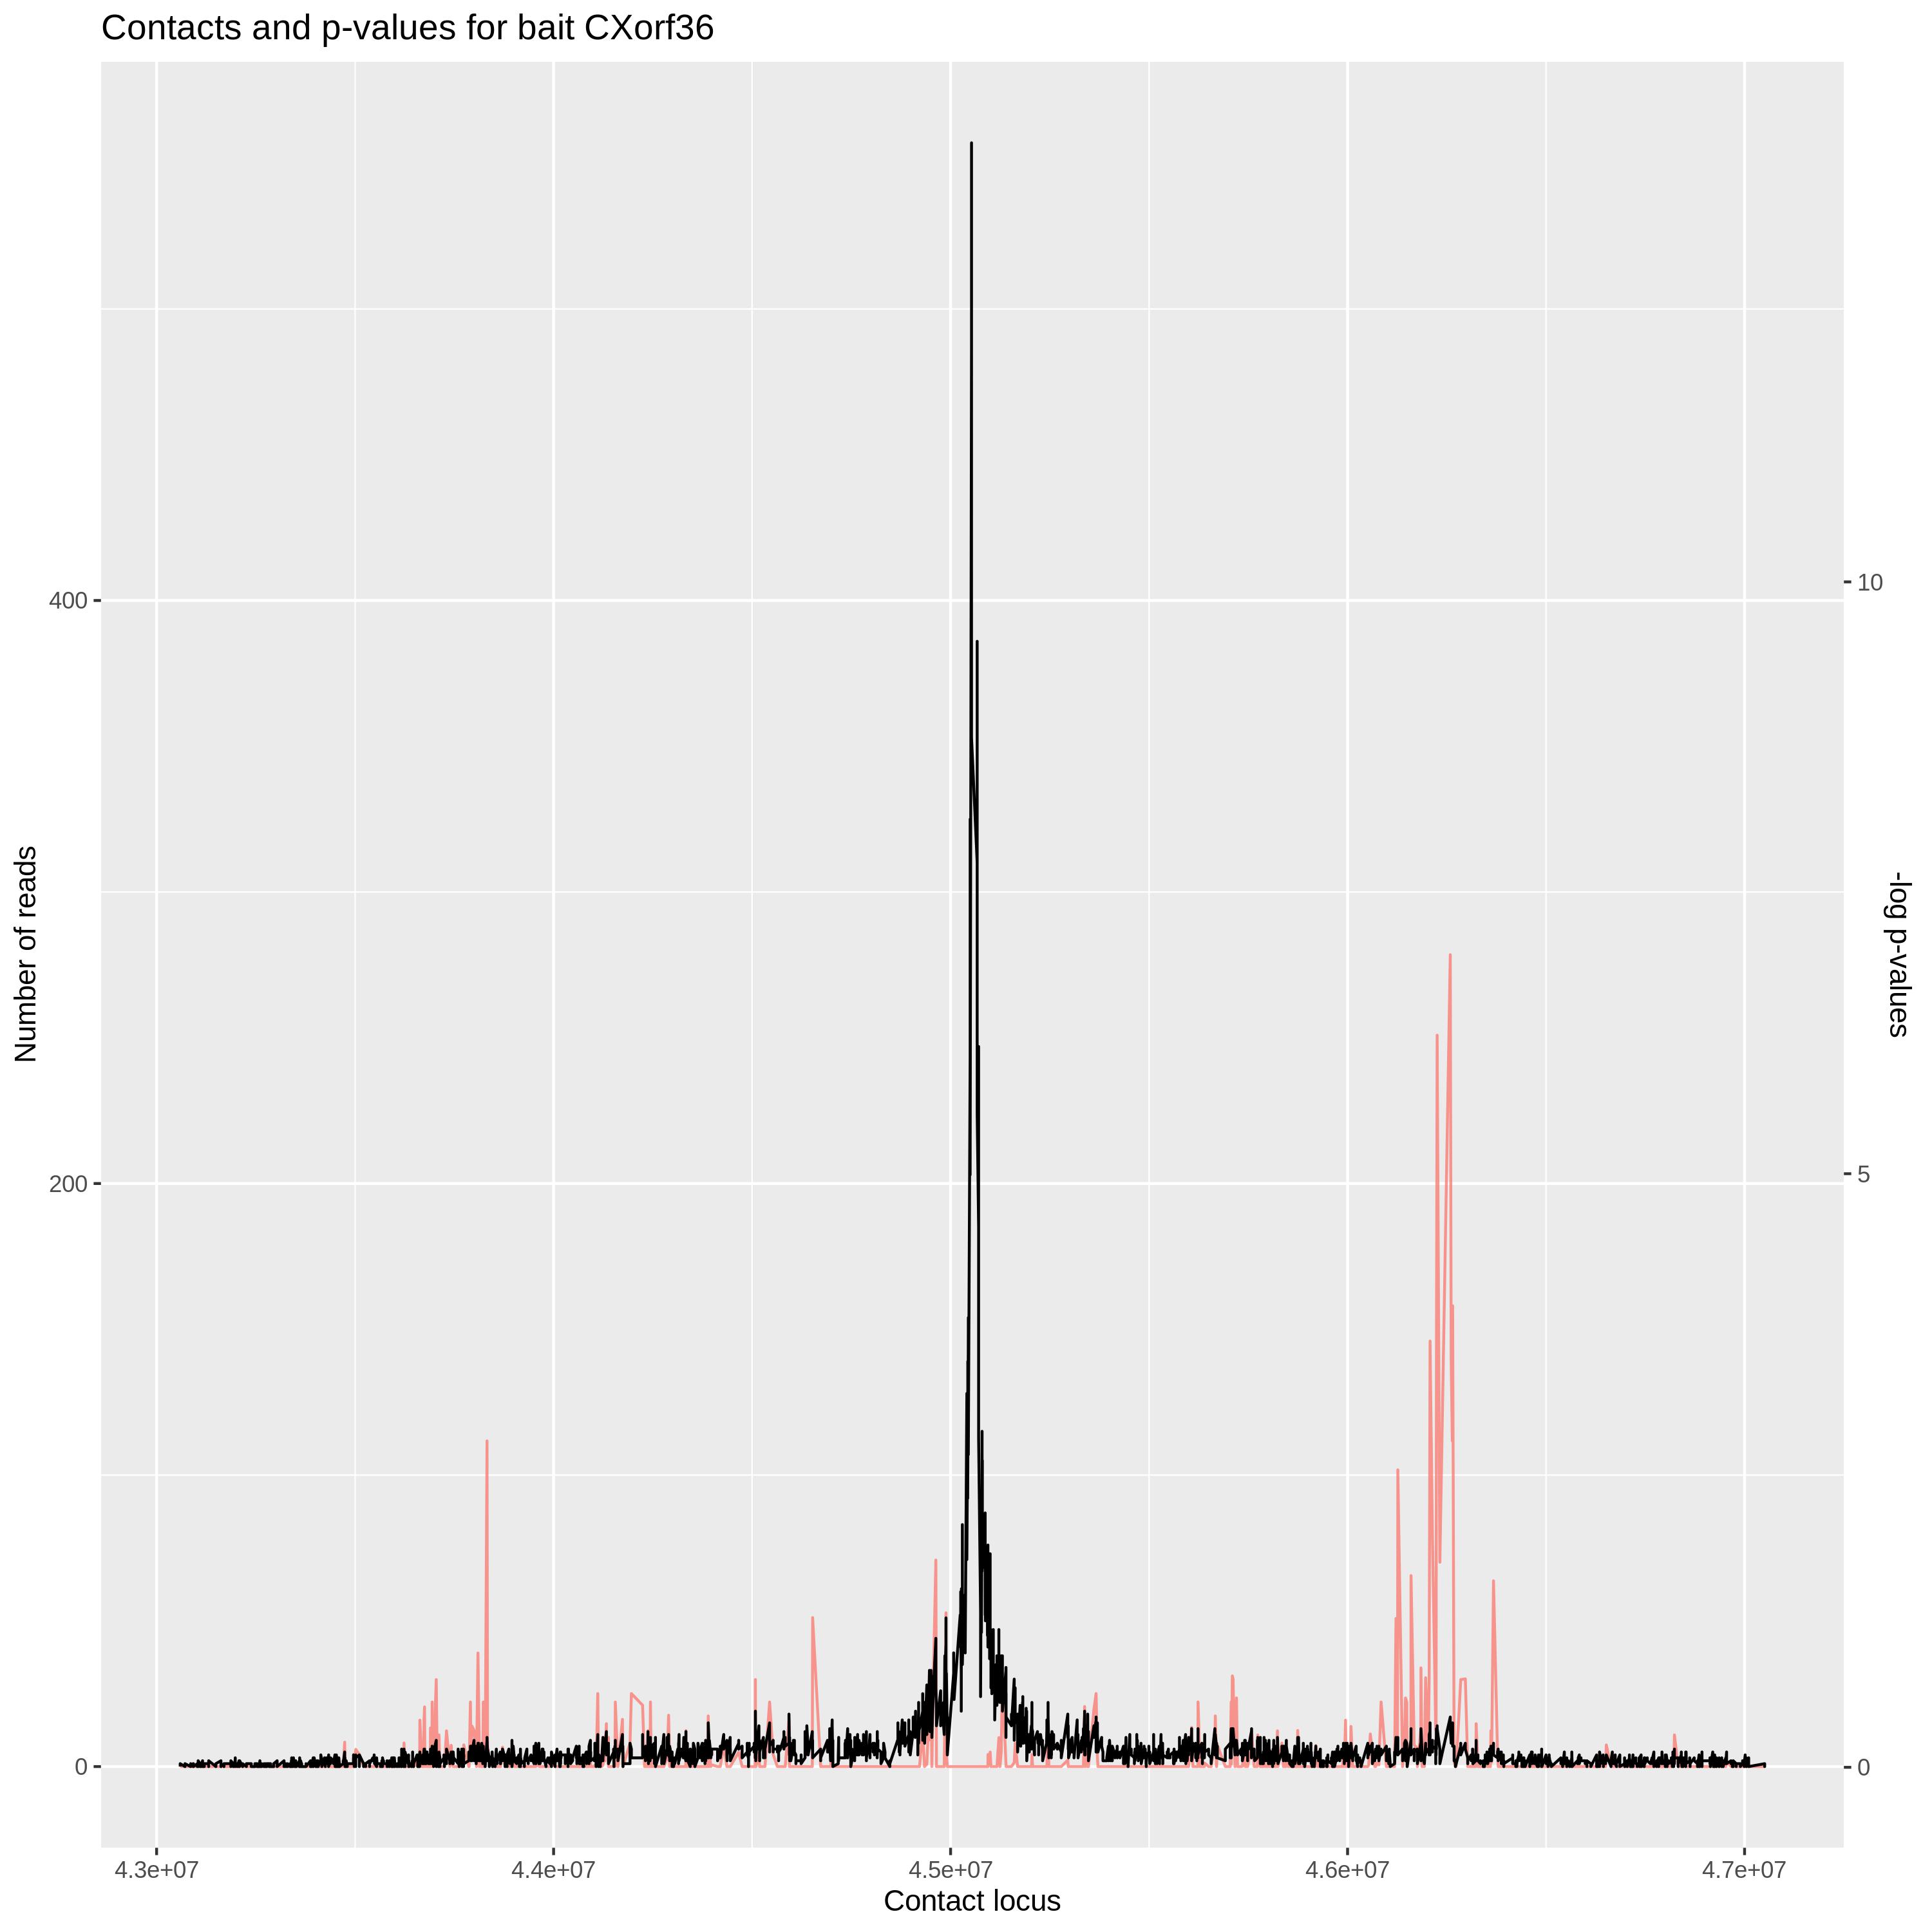 Contacts and p-values for bait CXorf36
Number of reads
400
200
0
10
5
0
-log p-values
4.3e+07
4.4e+07
4.5e+07
4.6e+07
4.7e+07
Contact locus